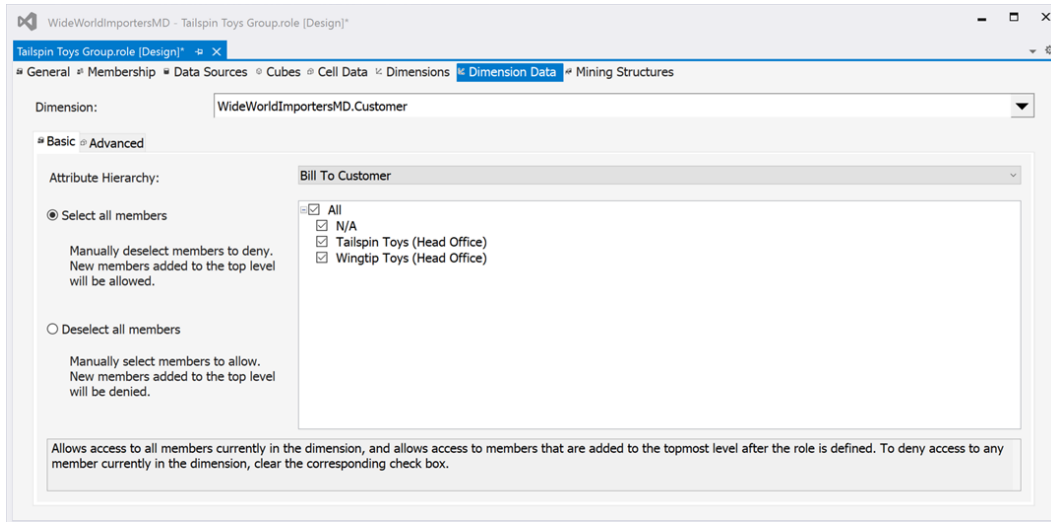 WideWorldImportersMD - Tailspin Toys Group.role [Design]*
Tailspin Toys Group.role [Design]*
General Membership Data Sources Cubes Cell Data Dimensions Dimension Data Mining Structures
Dimension: WideWorldImportersMD.Customer
Basic Advanced
Attribute Hierarchy: Bill To Customer
Select all members
Manually deselect members to deny.
New members added to the top level
will be allowed.
Deselect all members
Manually select members to allow.
New members added to the top level
will be denied.
All
N/A
Tailspin Toys (Head Office)
Wingtip Toys (Head Office)
Allows access to all members currently in the dimension, and allows access to members that are added to the topmost level after the role is defined. To deny access to any
member currently in the dimension, clear the corresponding check box.